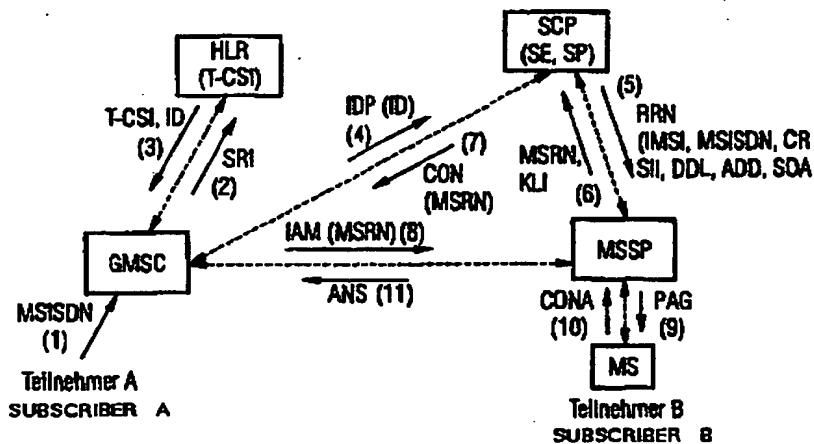 HLR
(T-CSI)
SCP
(SE, SP)
T-CSI, ID
(3)
SRI
(2)
IDP (ID)
(4)
(7)
CON
(MSRN)
(5)
RRN
(IMSI, MSISDN, CR
SII, DDL, ADD, SDA
MSRN,
KLI
(6)
GMSC
IAM (MSRN) (8)
ANS (11)
MSSP
MSISDN
(1)
CONA
(10)
PAG
(9)
MS
Teilnehmer A
SUBSCRIBER A
Teilnehmer B
SUBSCRIBER B